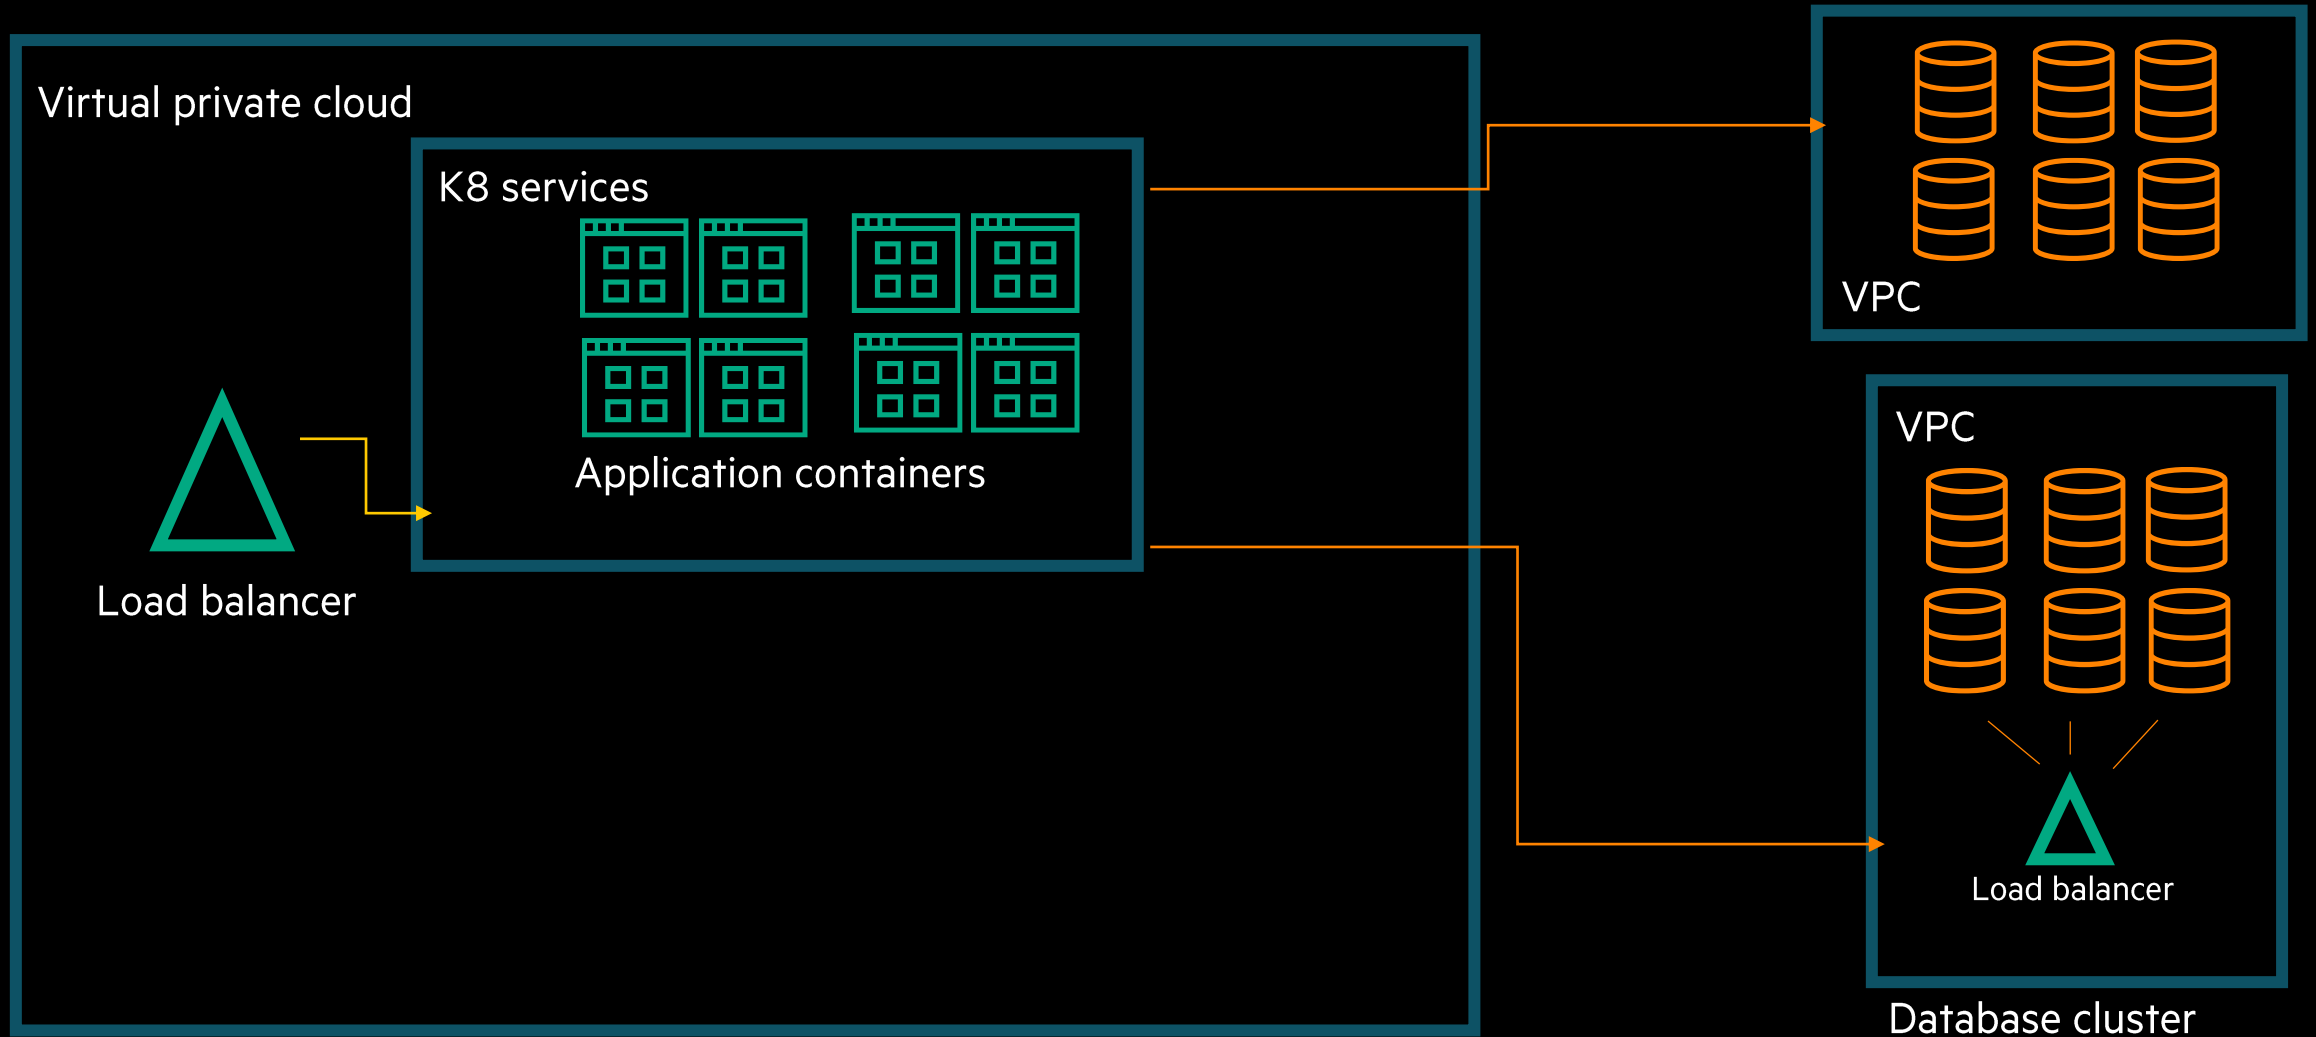 Virtual private cloud
K8 services
Application containers
Load balancer
VPC
VPC
Load balancer
Database cluster